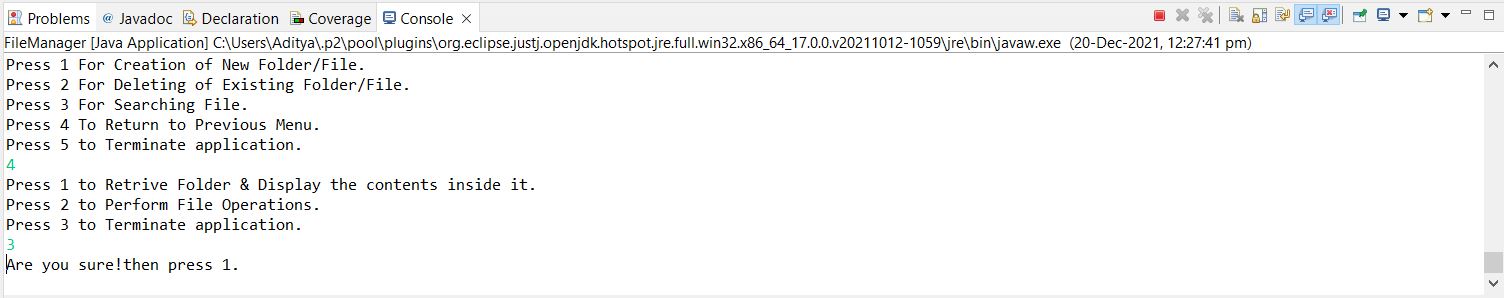 Problems @ Javadoc Declaration Coverage Console
FileManager [Java Application] C:\Users\Aditya\.p2\pool\plugins\org.eclipse.justj.openjdk.hotspot.jre.full.win32.x86_64_17.0.0.v20211012-1059\jre\bin\javaw.exe (20-Dec-2021, 12:27:41 pm)
Press 1 For Creation of New Folder/File.
Press 2 For Deleting of Existing Folder/File.
Press 3 For Searching File.
Press 4 To Return to Previous Menu.
Press 5 to Terminate application.
4
Press 1 to Retrive Folder & Display the contents inside it.
Press 2 to Perform File Operations.
Press 3 to Terminate application.
3
Are you sure!then press 1.